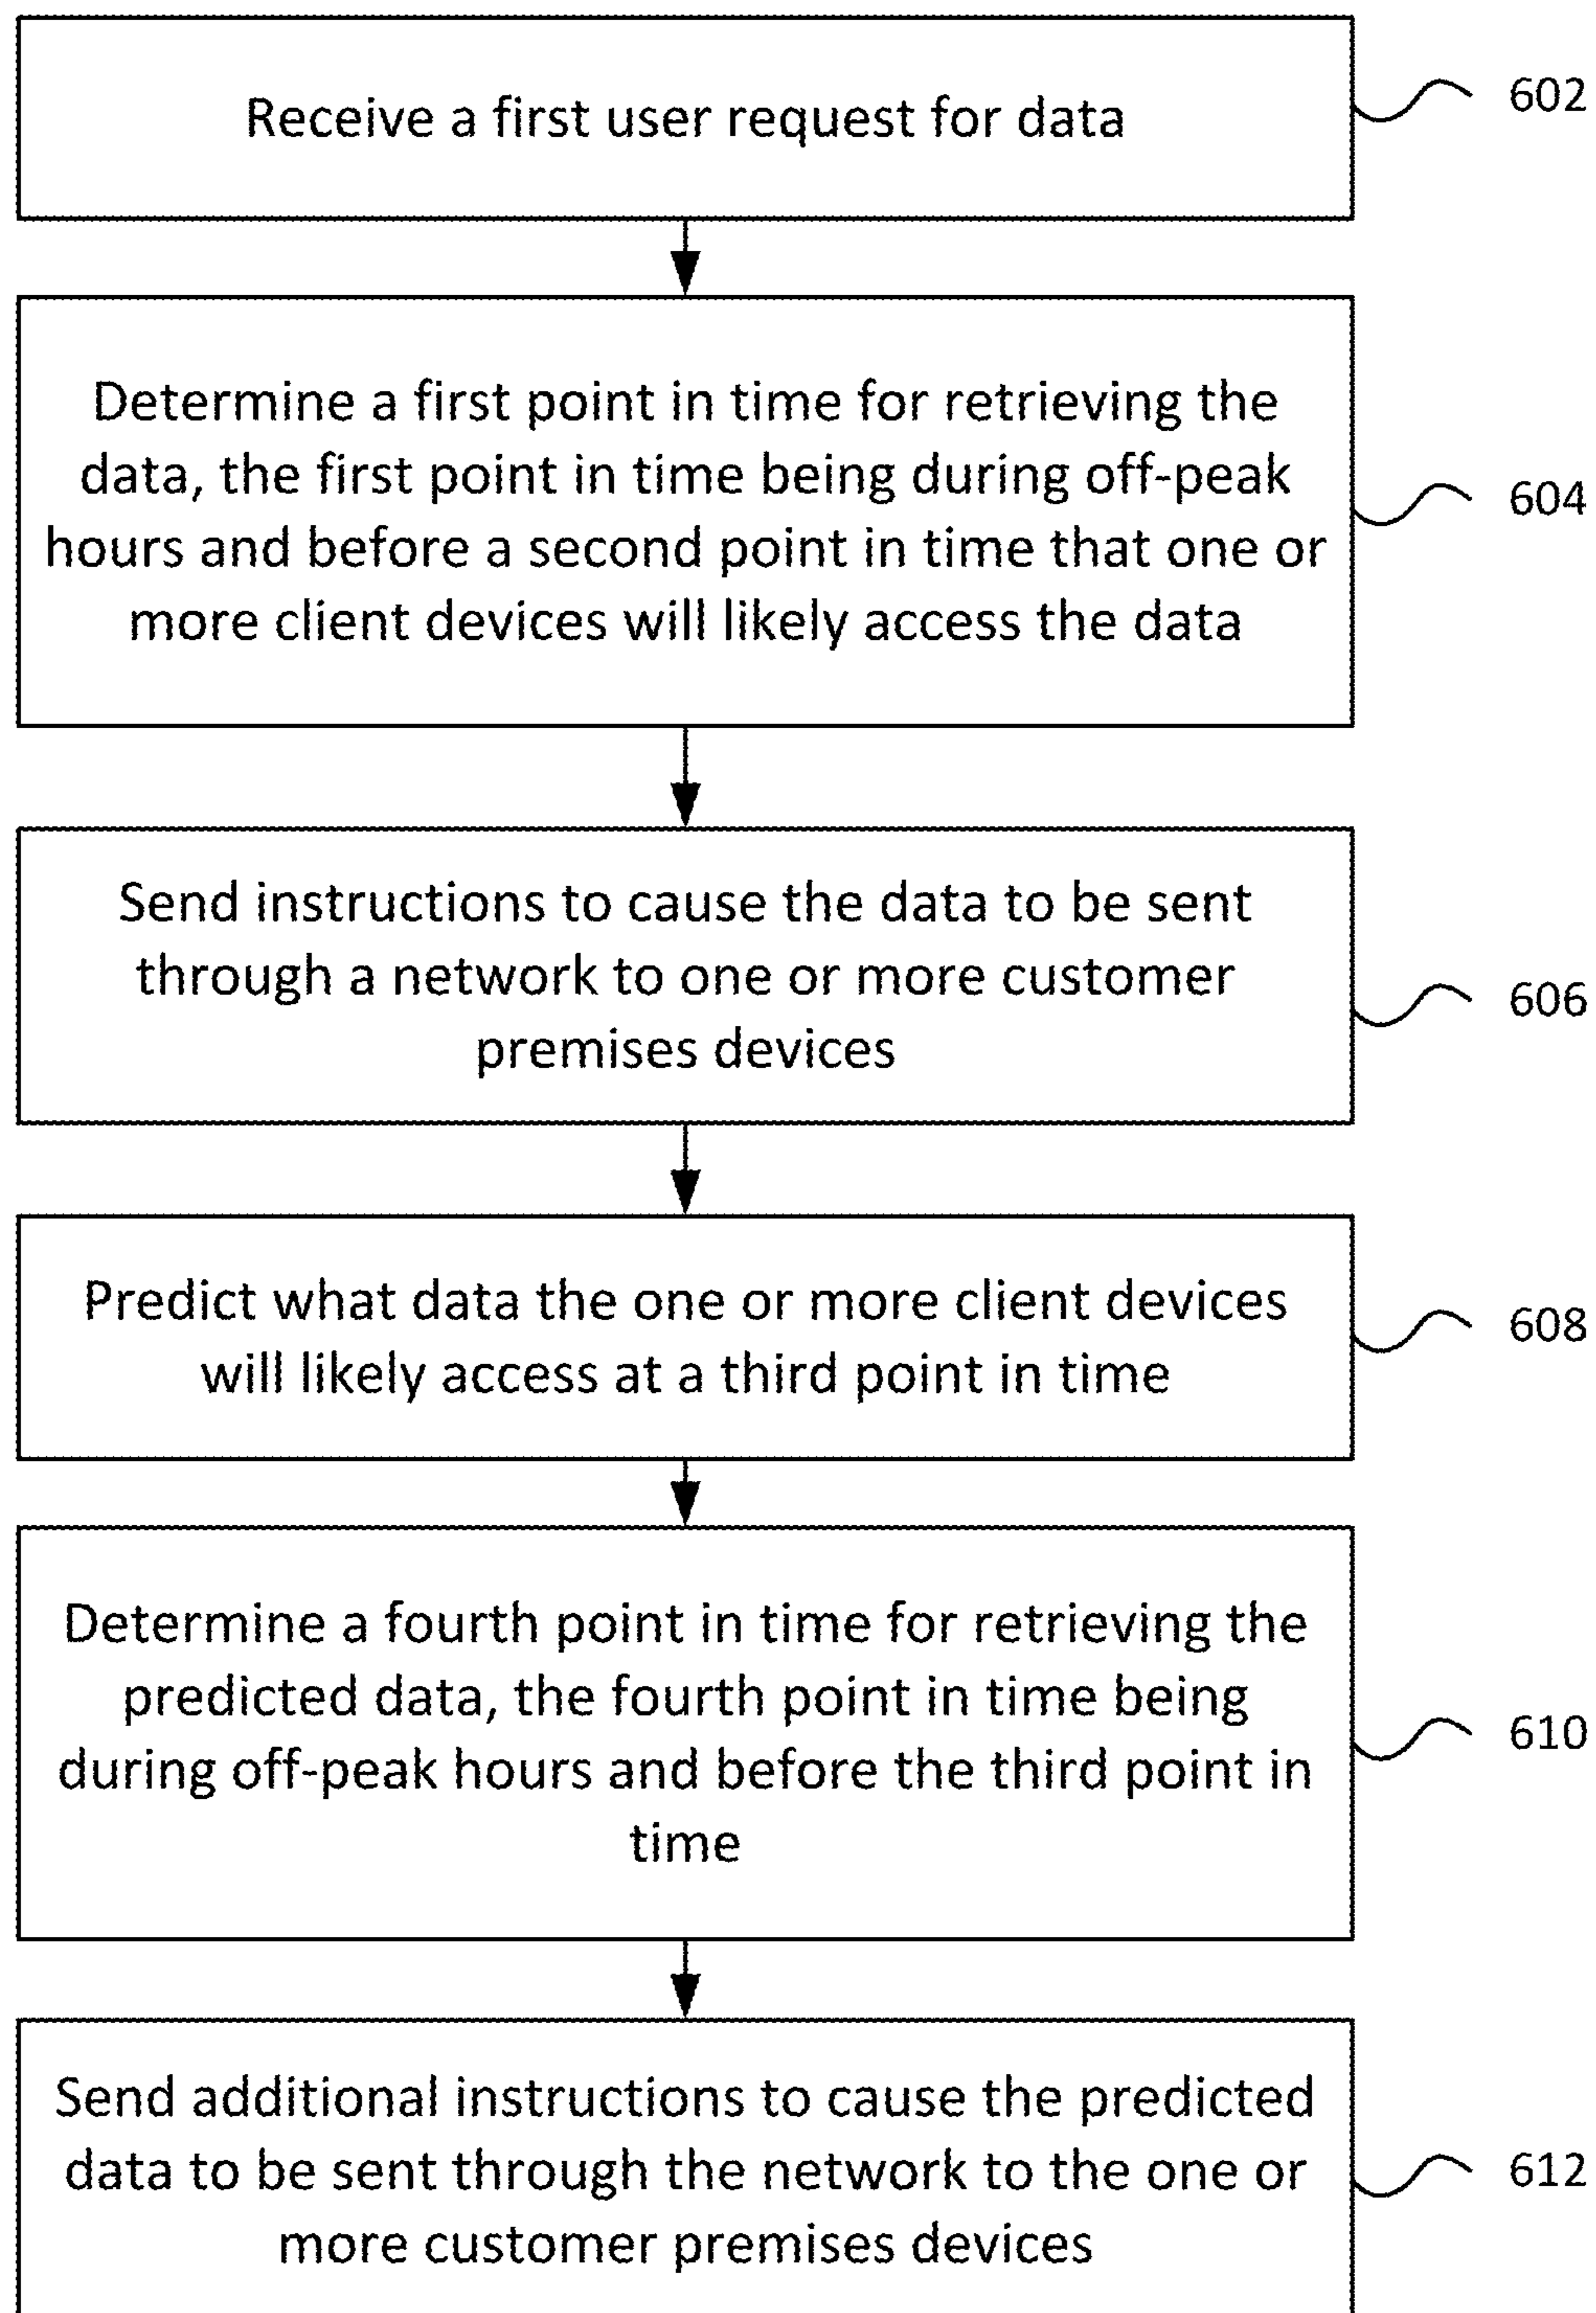 Receive a first user request for data
602
Determine a first point in time for retrieving the
data, the first point in time being during off-peak
hours and before a second point in time that one or
more client devices will likely access the data
604
Send instructions to cause the data to be sent
through a network to one or more customer
premises devices
606
Predict what data the one or more client devices
will likely access at a third point in time
608
Determine a fourth point in time for retrieving the
predicted data, the fourth point in time being
during off-peak hours and before the third point in
time
610
Send additional instructions to cause the predicted
data to be sent through the network to the one or
more customer premises devices
612